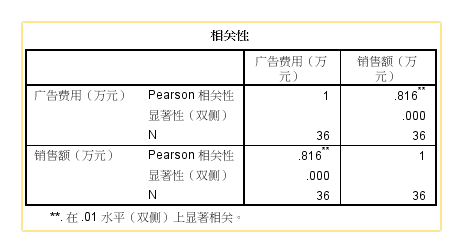 相关性
广告费用（万元） 销售额（万元）
广告费用（万元） Pearson 相关性 1 .816**
显著性（双侧） .000
N 36 36
销售额（万元） Pearson 相关性 .816** 1
显著性（双侧） .000
N 36 36
**. 在 .01 水平（双侧）上显著相关。